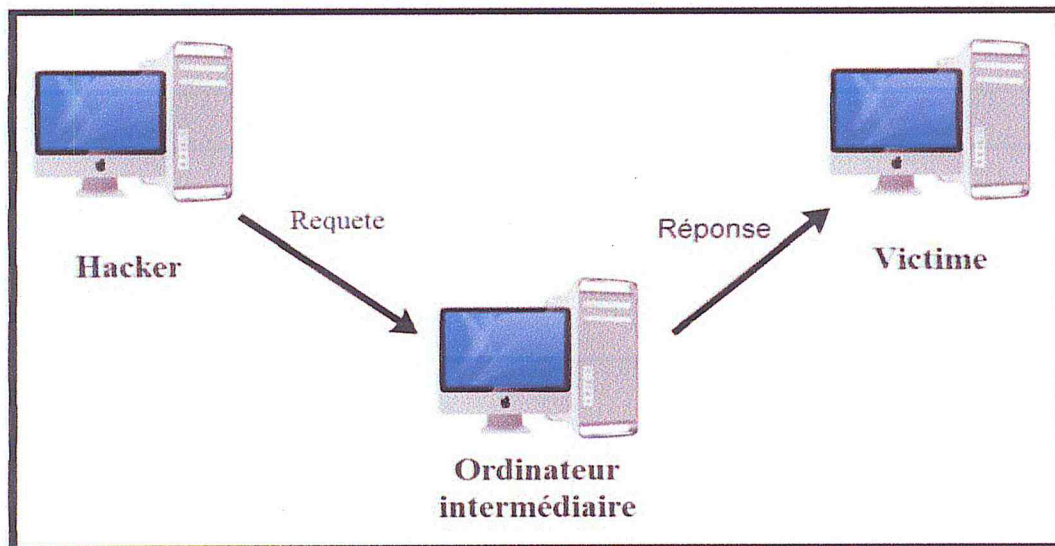 Requete
Réponse
Hacker
Victime
Ordinateur
intermédiaire